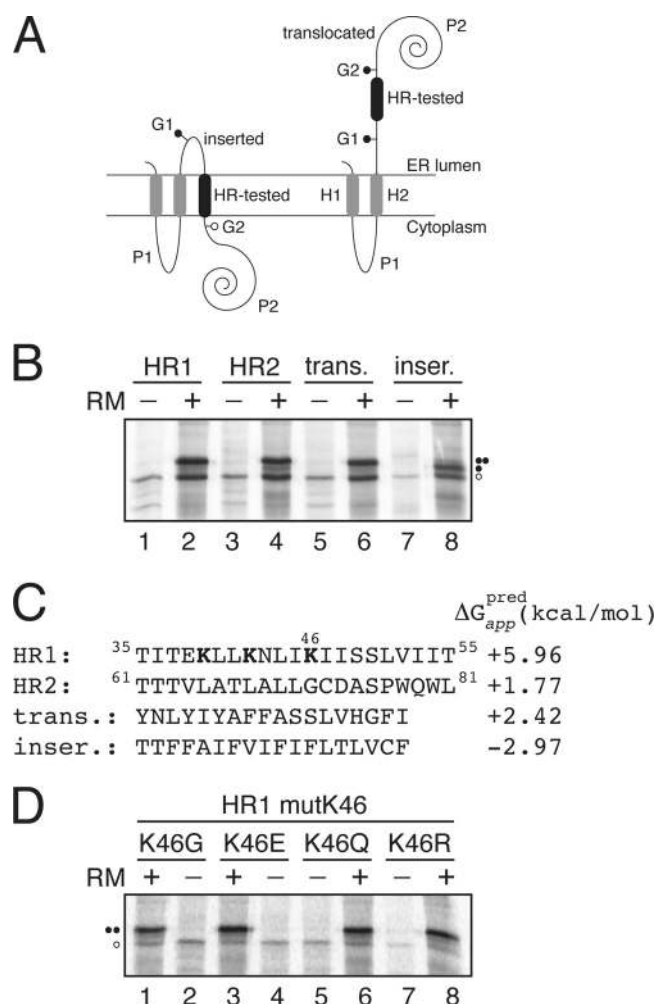 A
translocated
P2
G2
HR-tested
G1
inserted
G1
ER lumen
HR-tested
H1
H2
G2
Cytoplasm
P1
P1
P2
B
HR1 HR2 trans. inser.
RM − + − + − + − +
1 2 3 4 5 6 7 8
C
ΔG pred app (kcal/mol)
46
HR1: 35 TITEKLLKNLIKIISSLVIIT 55 +5.96
HR2: 61 TTTVLATLALLGCDASPWQWL 81 +1.77
trans.: YNLYIYAFFASSLVHGFI +2.42
inser.: TTFFAIFVIFIFLTLVCF −2.97
D
HR1 mutK46
K46G K46E K46Q K46R
RM + − + − − + − +
1 2 3 4 5 6 7 8